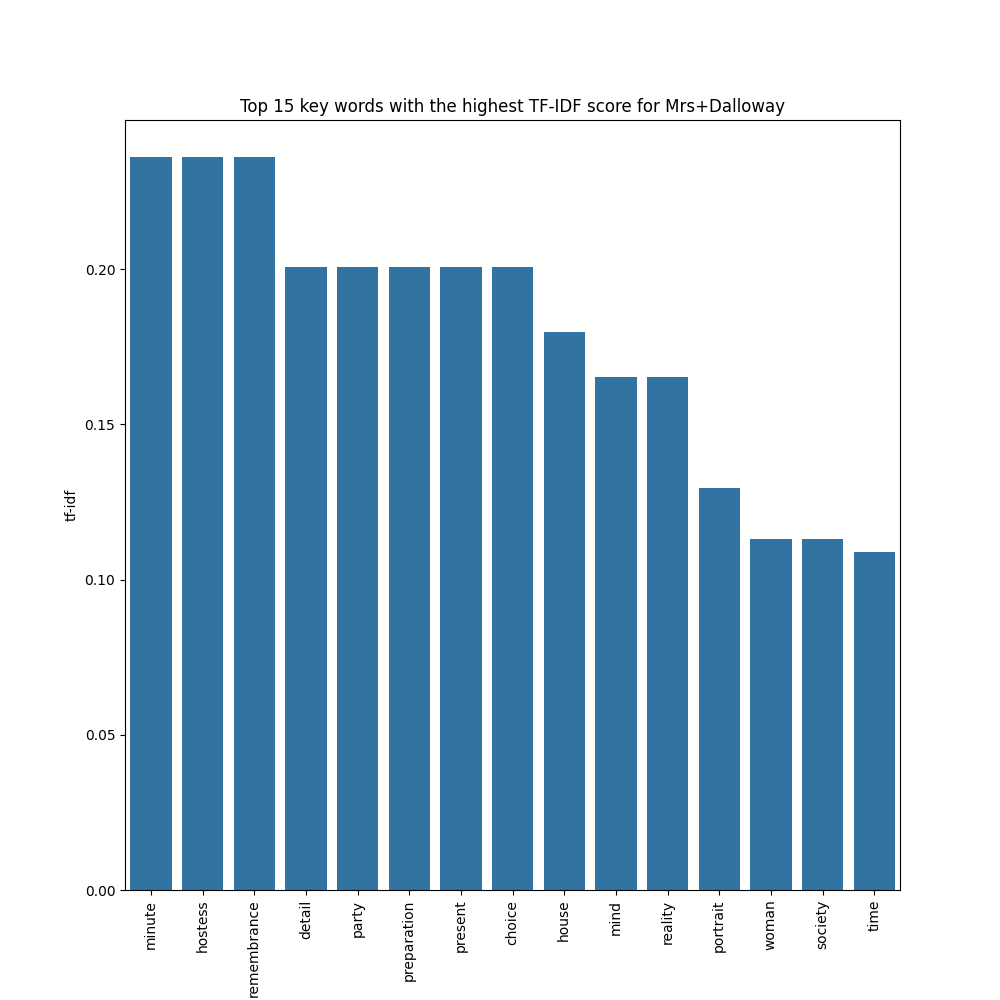 Top 15 key words with the highest TF-IDF score for Mrs+Dalloway
tf-idf
0.20
0.15
0.10
0.05
0.00
minute
hostess
remembrance
detail
party
preparation
present
choice
house
mind
reality
portrait
woman
society
time